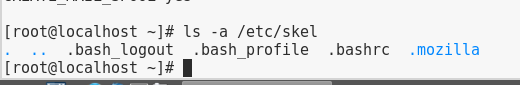 [root@localhost ~]# ls -a /etc/skel
.  ..  .bash_logout  .bash_profile  .bashrc  .mozilla
[root@localhost ~]#